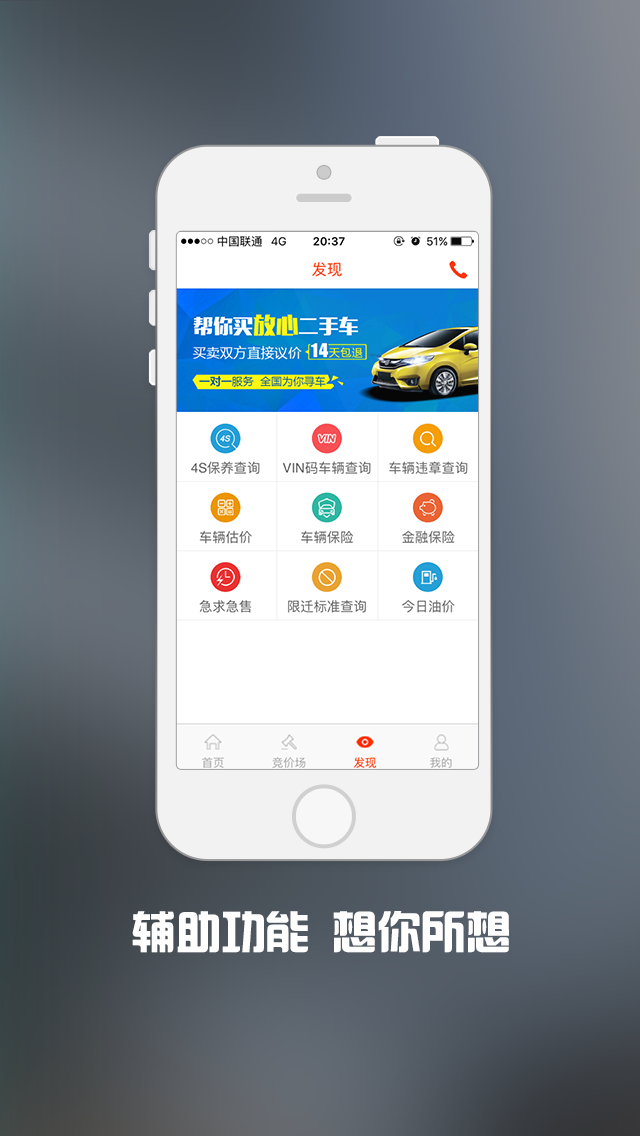 中国联通 4G 20:37 51%
发现
帮你买放心二手车
买卖双方直接议价 14天包退
一对一服务 全国为你寻车
4S VIN
4S保养查询 VIN码车辆查询 车辆违章查询
车辆估价 车辆保险 金融保险
急求急售 限迁标准查询 今日油价
首页 竞价场 发现 我的
辅助功能 想你所想